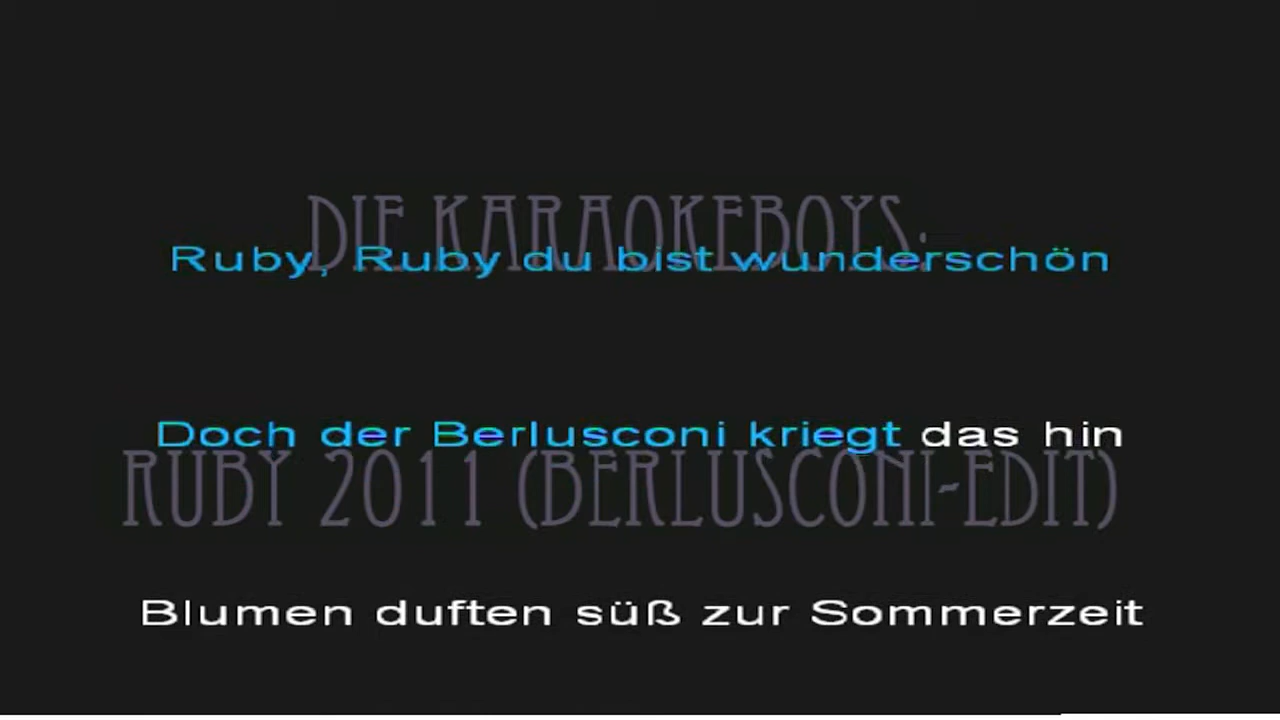 DIE KARAOKEBOYS:
Ruby, Ruby du bist wunderschön
Doch der Berlusconi kriegt das hin
RUBY 2011 (BERLUSCONI-EDIT)
Blumen duften süß zur Sommerzeit